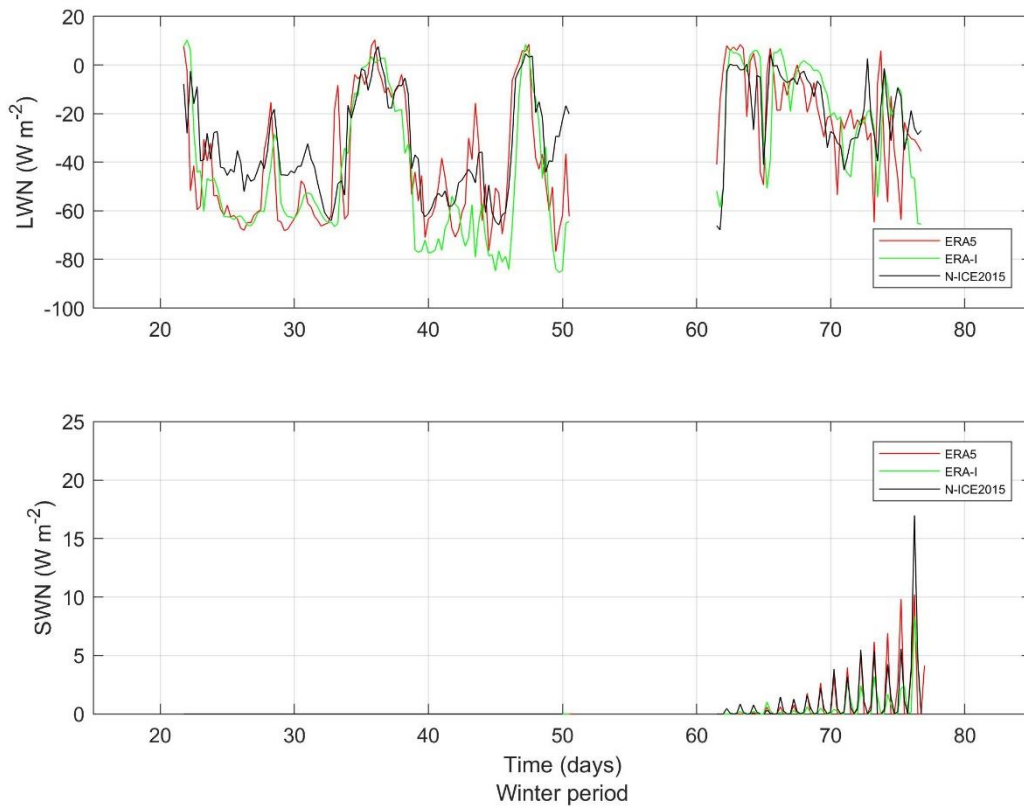 20
0
-20
-40
-60
-80
-100
LWN (W m-2)
20 30 40 50 60 70 80
ERA5
ERA-I
N-ICE2015
25
20
15
10
5
0
SWN (W m-2)
ERA5
ERA-I
N-ICE2015
20 30 40 50 60 70 80
Time (days)
Winter period